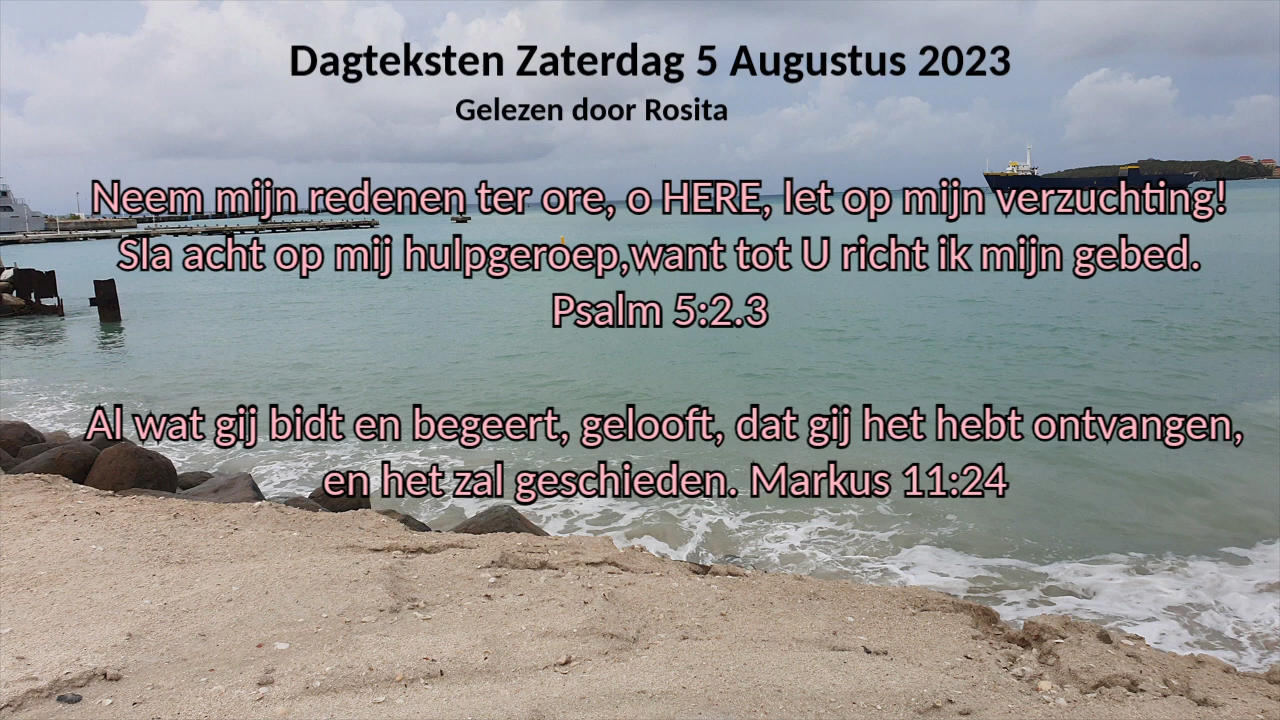 Dagteksten Zaterdag 5 Augustus 2023
Gelezen door Rosita
Neem mijn redenen ter ore, o HERE, let op mijn verzuchting!
Sla acht op mij hulpgeroep,want tot U richt ik mijn gebed.
Psalm 5:2.3
Al wat gij bidt en begeert, gelooft, dat gij het hebt ontvangen,
en het zal geschieden. Markus 11:24